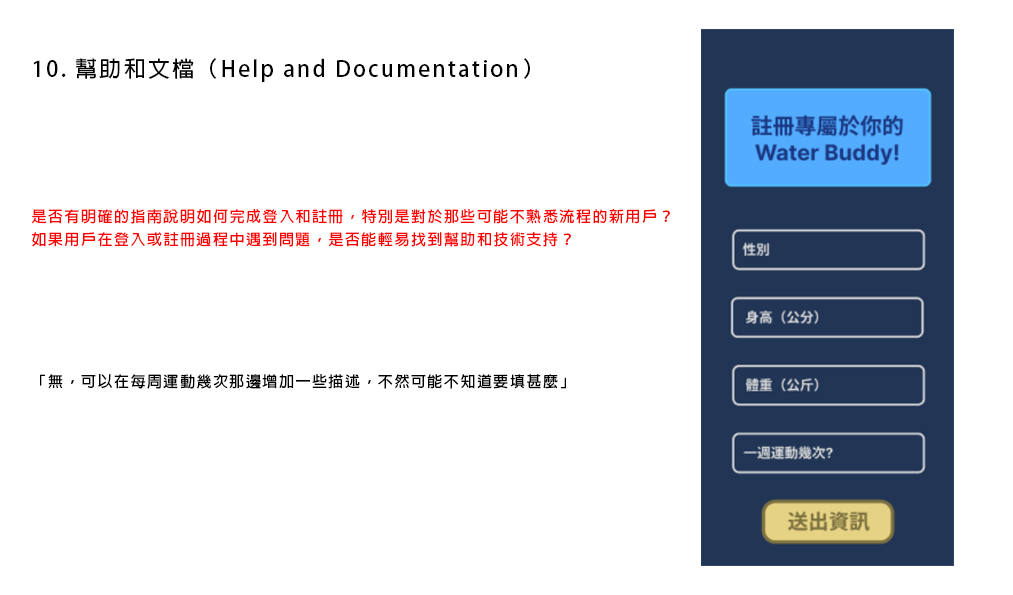 10. 幫助和文檔（Help and Documentation）
是否有明確的指南說明如何完成登入和註冊，特別是對於那些可能不熟悉流程的新用戶？
如果用戶在登入或註冊過程中遇到問題，是否能輕易找到幫助和技術支持？
「無，可以在每周運動幾次那邊增加一些描述，不然可能不知道要填甚麼」
註冊專屬於你的
Water Buddy!
性別
身高（公分）
體重（公斤）
一週運動幾次?
送出資訊